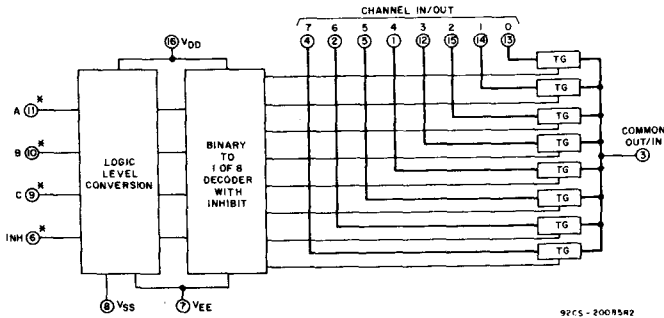 CHANNEL IN/OUT
7 6 5 4 3 2 1 0
4 2 5 1 12 15 14 13
16 VDD
TG
TG
TG
TG
TG
TG
TG
TG
A 11 *
B 10 *
C 9 *
INH 6 *
LOGIC
LEVEL
CONVERSION
BINARY
TO
1 OF 8
DECODER
WITH
INHIBIT
COMMON
OUT/IN
3
8 VSS
7 VEE
92CS-20085R2